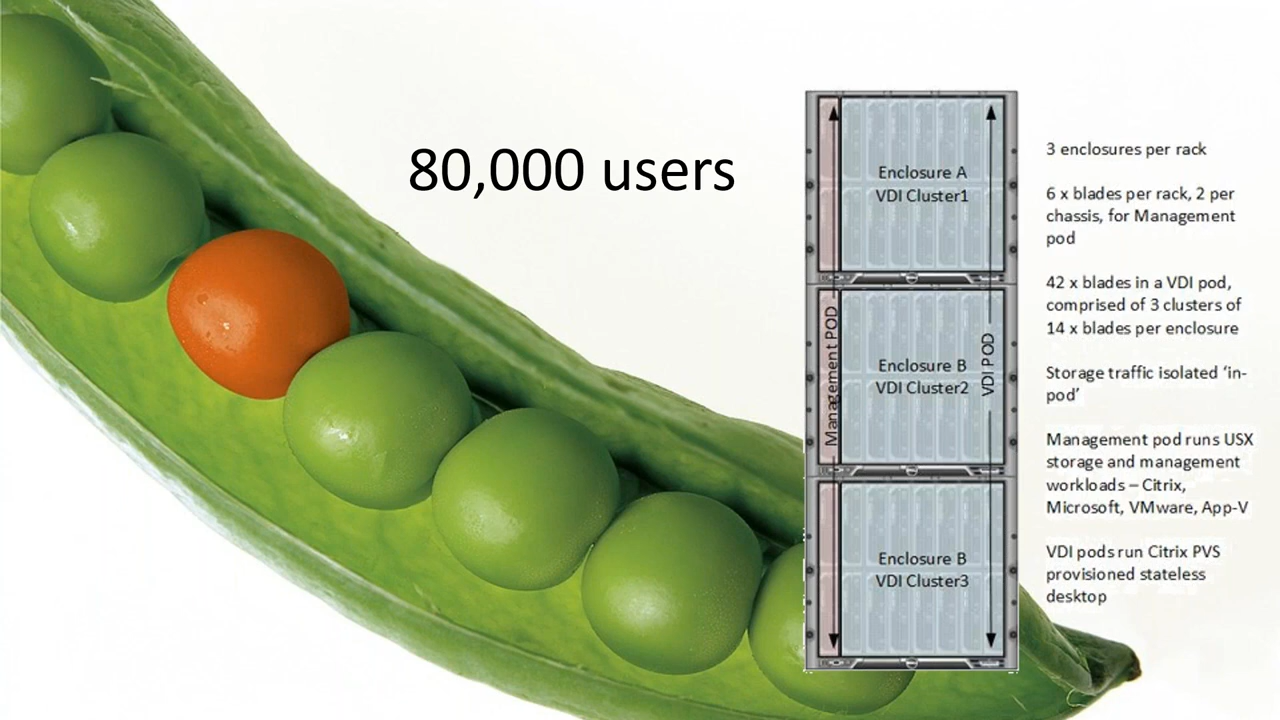 80,000 users
Enclosure A
VDI Cluster1
Management POD
Enclosure B
VDI Cluster2
VDI POD
Enclosure B
VDI Cluster3
3 enclosures per rack
6 x blades per rack, 2 per
chassis, for Management
pod
42 x blades in a VDI pod,
comprised of 3 clusters of
14 x blades per enclosure
Storage traffic isolated ‘in-
pod’
Management pod runs USX
storage and management
workloads – Citrix,
Microsoft, VMware, App-V
VDI pods run Citrix PVS
provisioned stateless
desktop